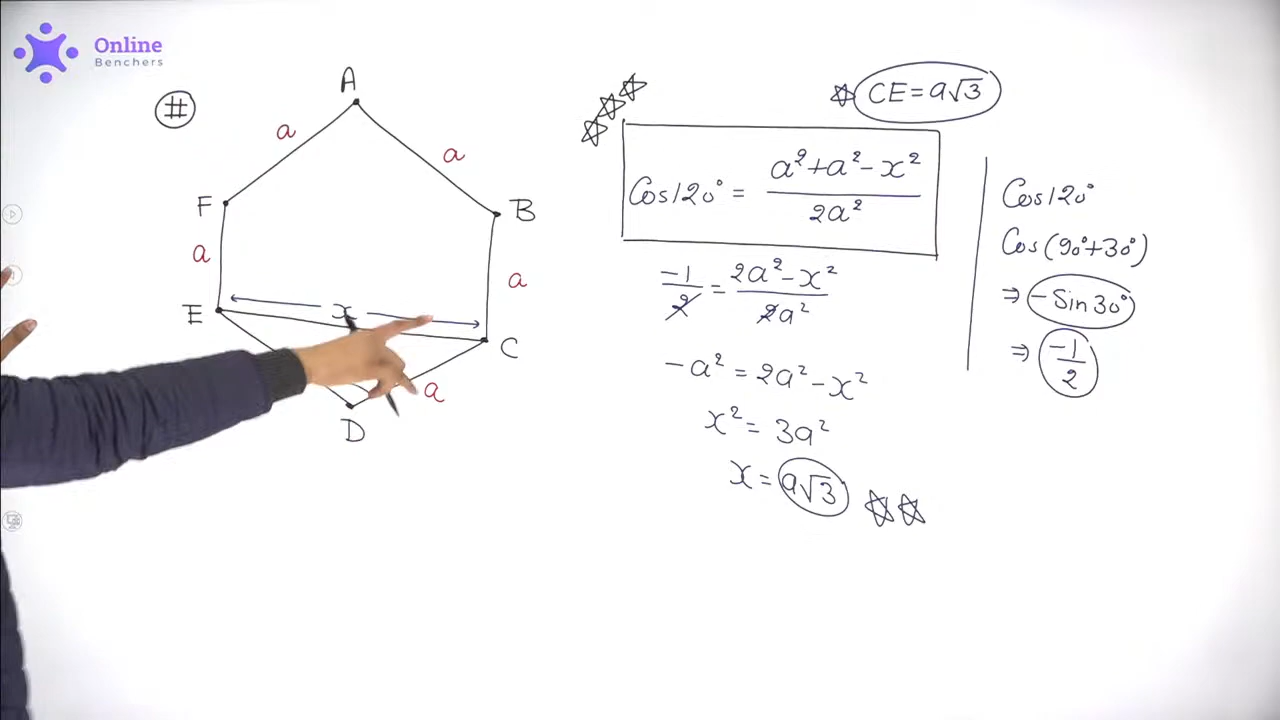 Online
Benchers
#
A
a
a
F
B
a
a
E
x
C
a
D
CE = a√3
Cos120° = (a² + a² - x²) / 2a²
-1/2 = (2a² - x²) / 2a²
-a² = 2a² - x²
x² = 3a²
x = a√3
Cos120°
Cos(90°+30°)
⇒ -Sin30°
⇒ -1/2